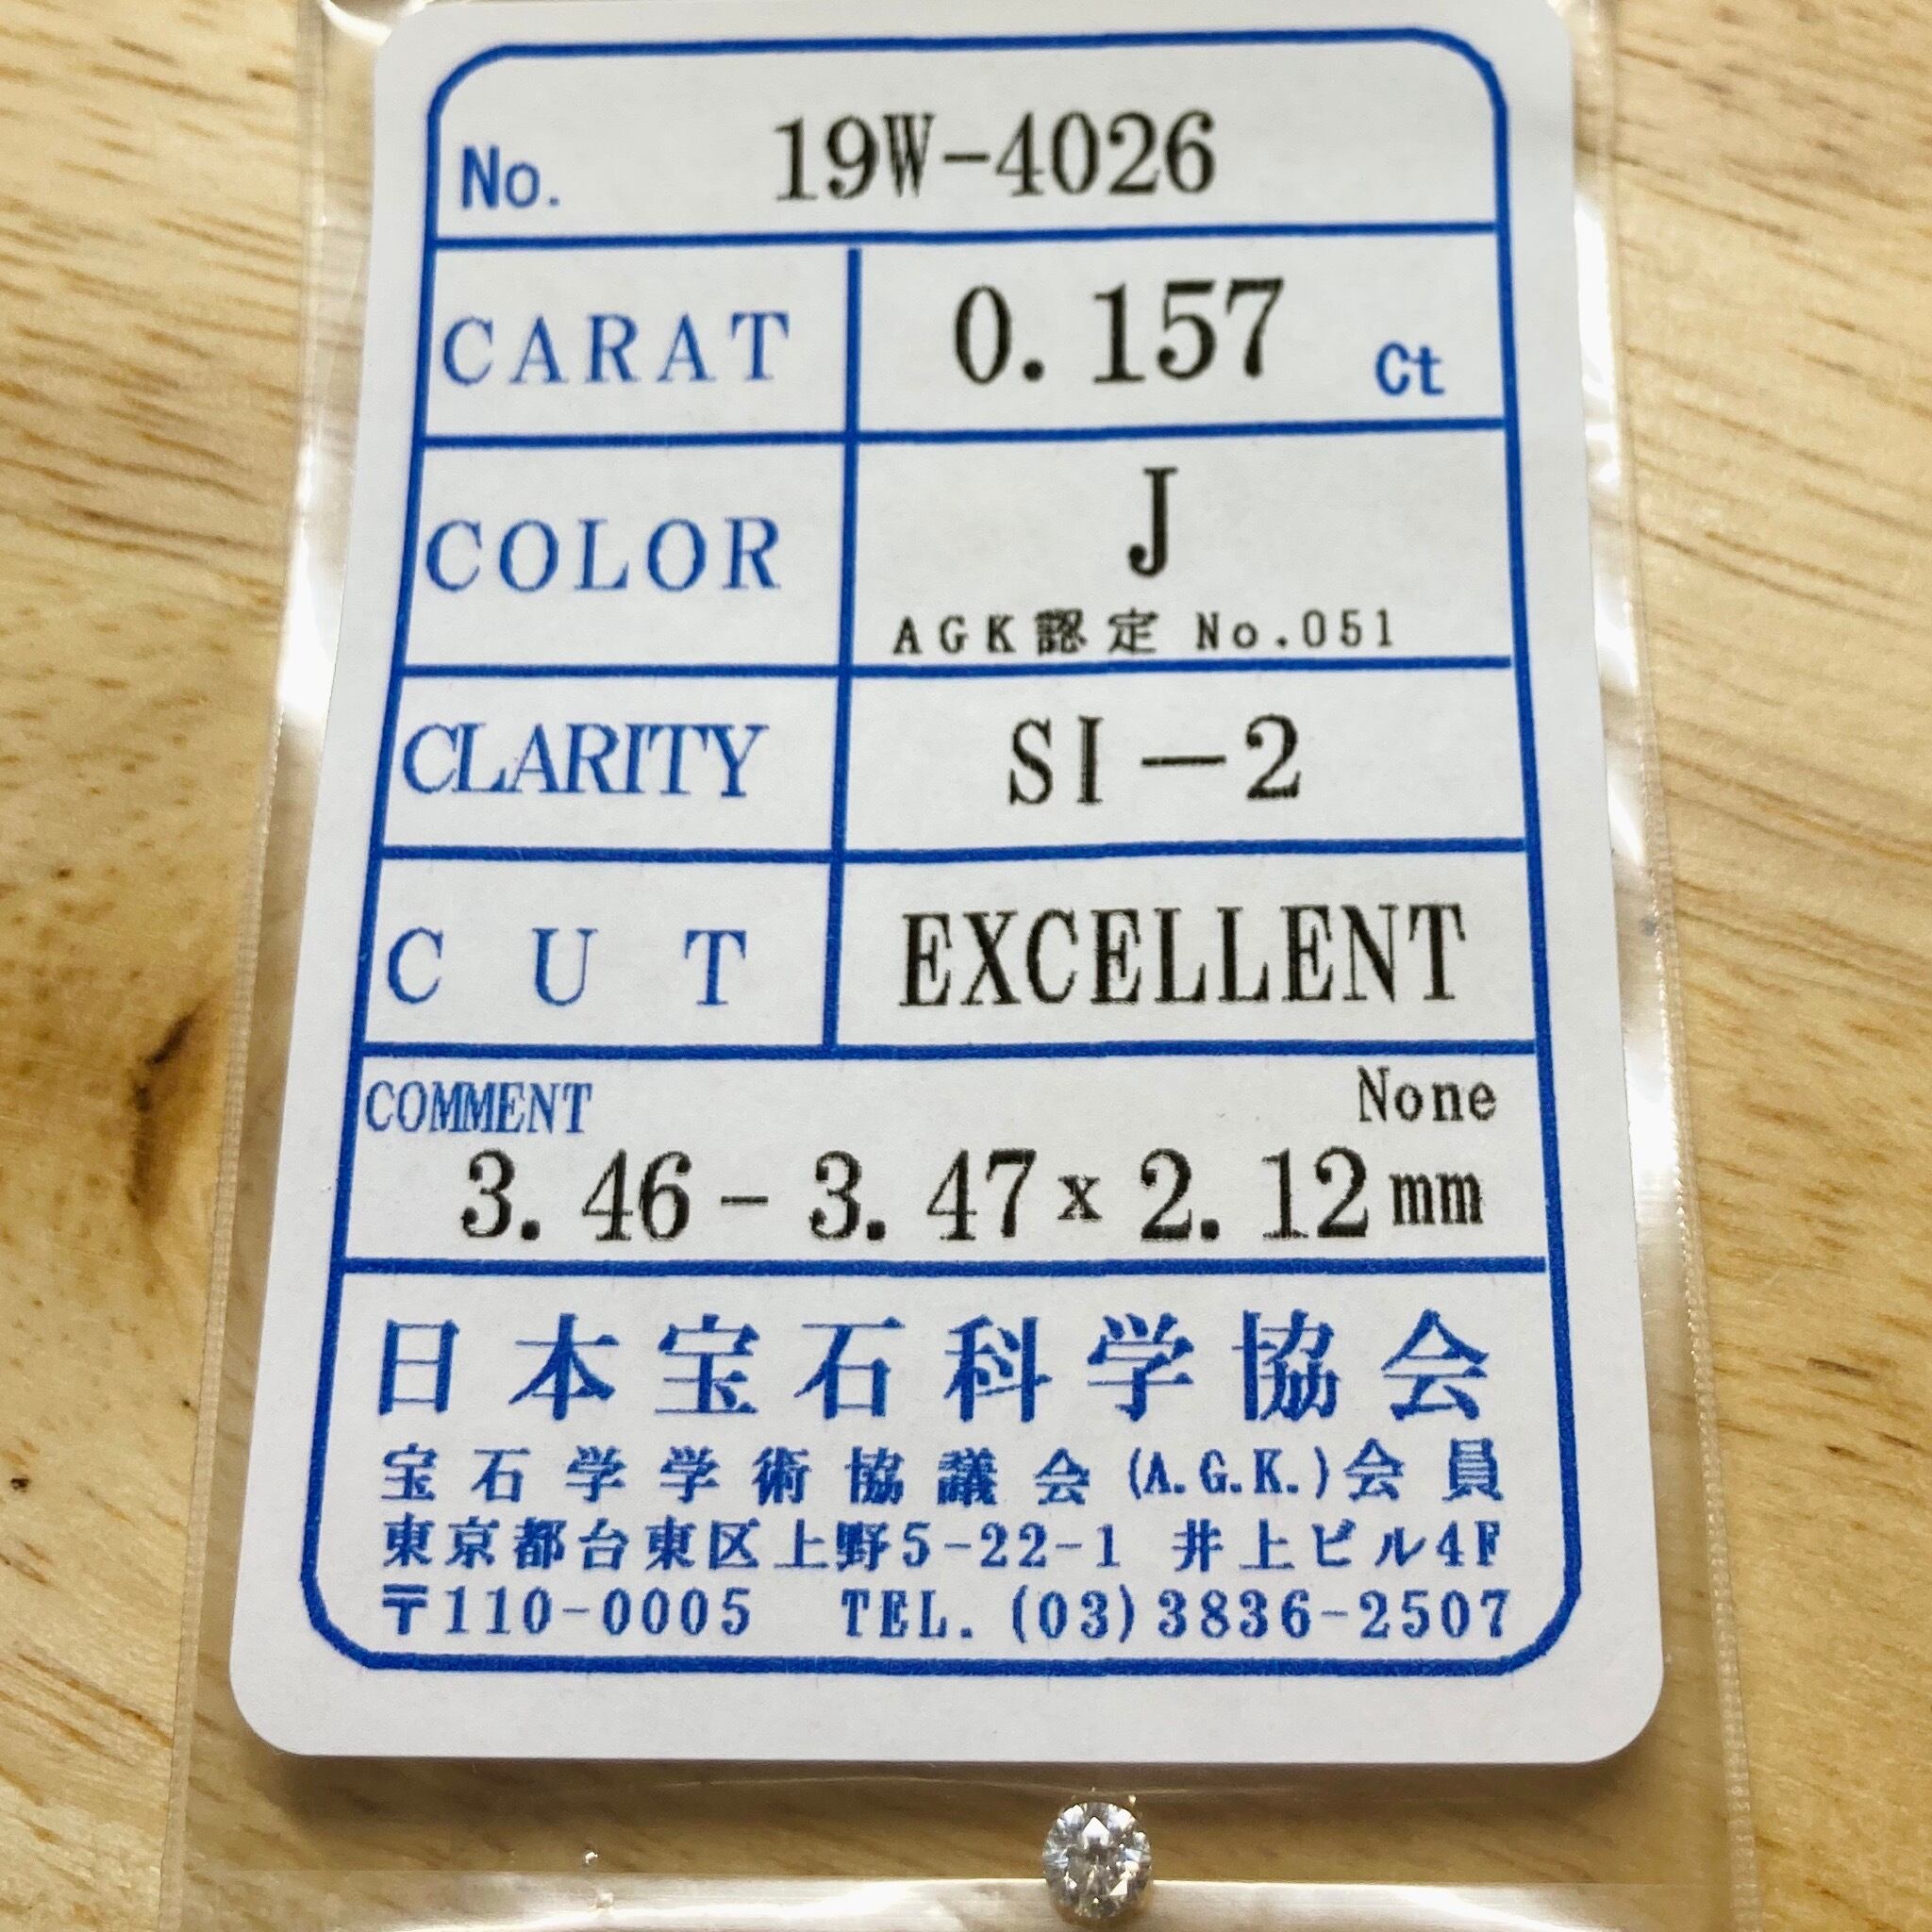 No. 19W-4026
CARAT 0.157 Ct
COLOR J
AGK認定 No.051
CLARITY SI-2
CUT EXCELLENT
COMMENT None
3.46-3.47x2.12mm
日本宝石科学協会
宝石学学術協議会(A.G.K.)会員
東京都台東区上野5-22-1 井上ビル4F
〒110-0005 TEL.(03)3836-2507